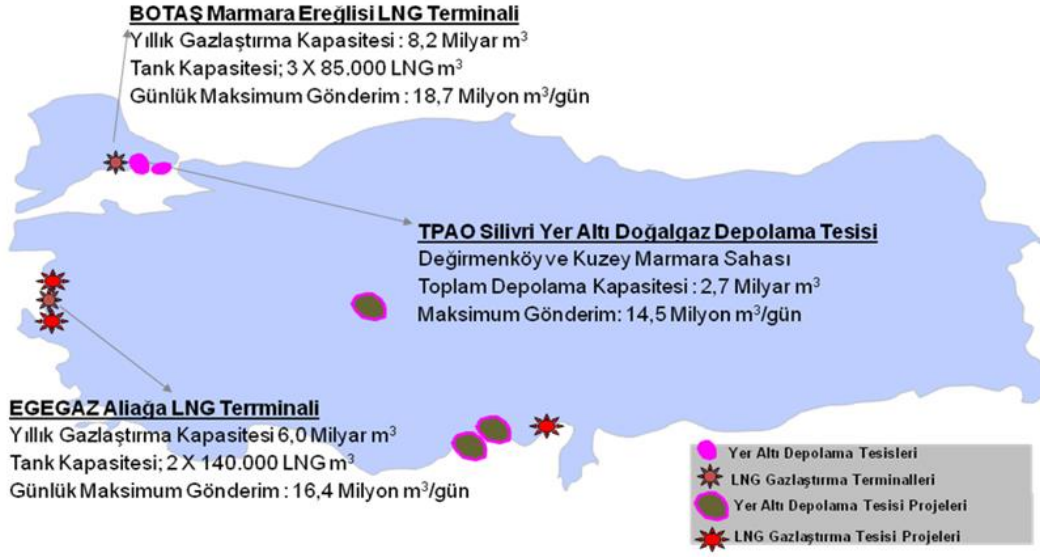 BOTAŞ Marmara Ereğlisi LNG Terminali
Yıllık Gazlaştırma Kapasitesi : 8,2 Milyar m³
Tank Kapasitesi; 3 X 85.000 LNG m³
Günlük Maksimum Gönderim : 18,7 Milyon m³/gün
TPAO Silivri Yer Altı Doğalgaz Depolama Tesisi
Değirmenköy ve Kuzey Marmara Sahası
Toplam Depolama Kapasitesi : 2,7 Milyar m³
Maksimum Gönderim: 14,5 Milyon m³/gün
EGEGAZ Aliağa LNG Terrminali
Yıllık Gazlaştırma Kapasitesi 6,0 Milyar m³
Tank Kapasitesi; 2 X 140.000 LNG m³
Günlük Maksimum Gönderim : 16,4 Milyon m³/gün
Yer Altı Depolama Tesisleri
LNG Gazlaştırma Terminalleri
Yer Altı Depolama Tesisi Projeleri
LNG Gazlaştırma Tesisi Projeleri